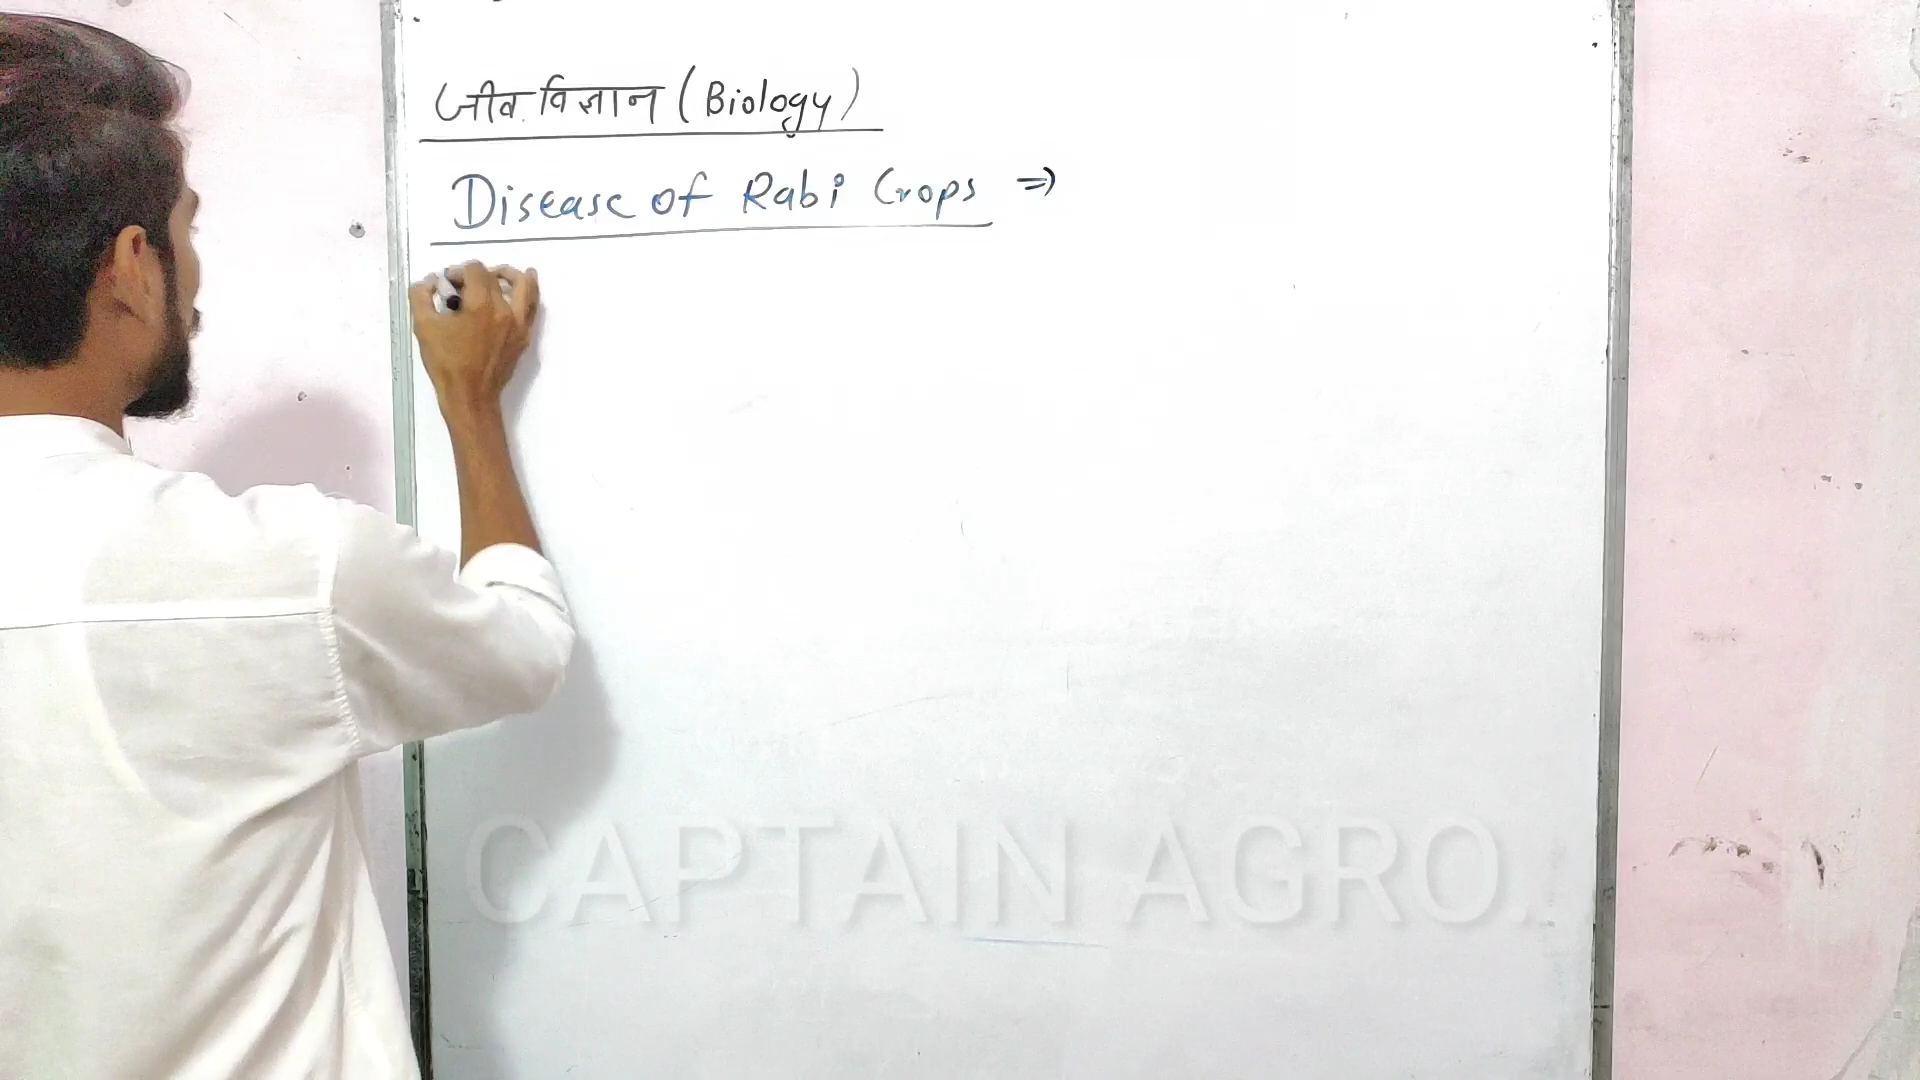 जीव विज्ञान (Biology)
Disease of Rabi Crops ⇒
CAPTAIN AGRO.